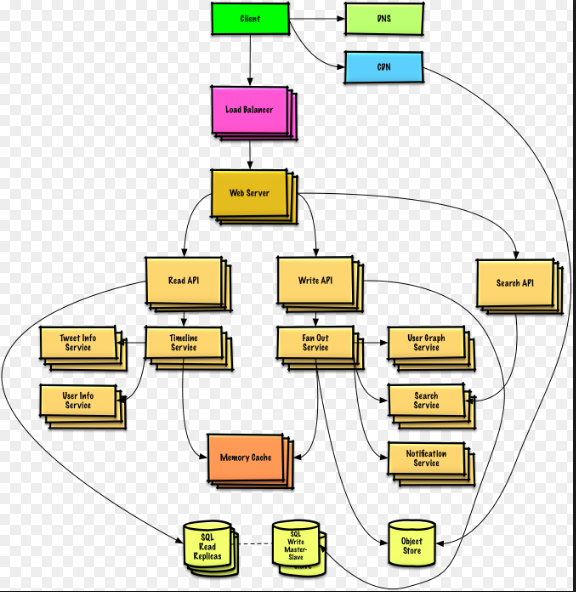 Client
DNS
CDN
Load Balancer
Web Server
Read API
Write API
Search API
Tweet Info
Service
Timeline
Service
Fan Out
Service
User Graph
Service
User Info
Service
Search
Service
Memory Cache
Notification
Service
SQL
Read
Replicas
SQL
Write
Master-
Slave
Object
Store